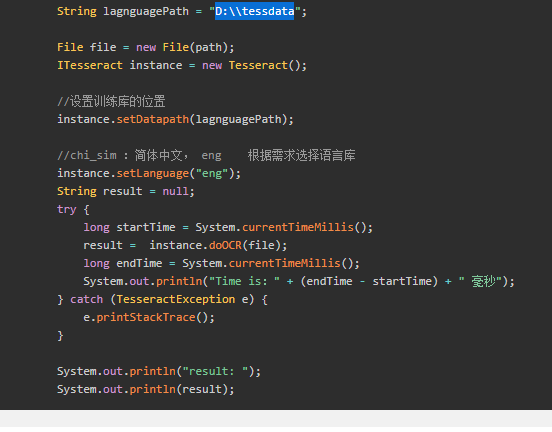 String lagnguagePath = "D:\\tessdata";
File file = new File(path);
ITesseract instance = new Tesseract();
//设置训练库的位置
instance.setDatapath(lagnguagePath);
//chi_sim ：简体中文， eng    根据需求选择语言库
instance.setLanguage("eng");
String result = null;
try {
long startTime = System.currentTimeMillis();
result =  instance.doOCR(file);
long endTime = System.currentTimeMillis();
System.out.println("Time is: " + (endTime - startTime) + " 毫秒");
} catch (TesseractException e) {
e.printStackTrace();
}
System.out.println("result: ");
System.out.println(result);